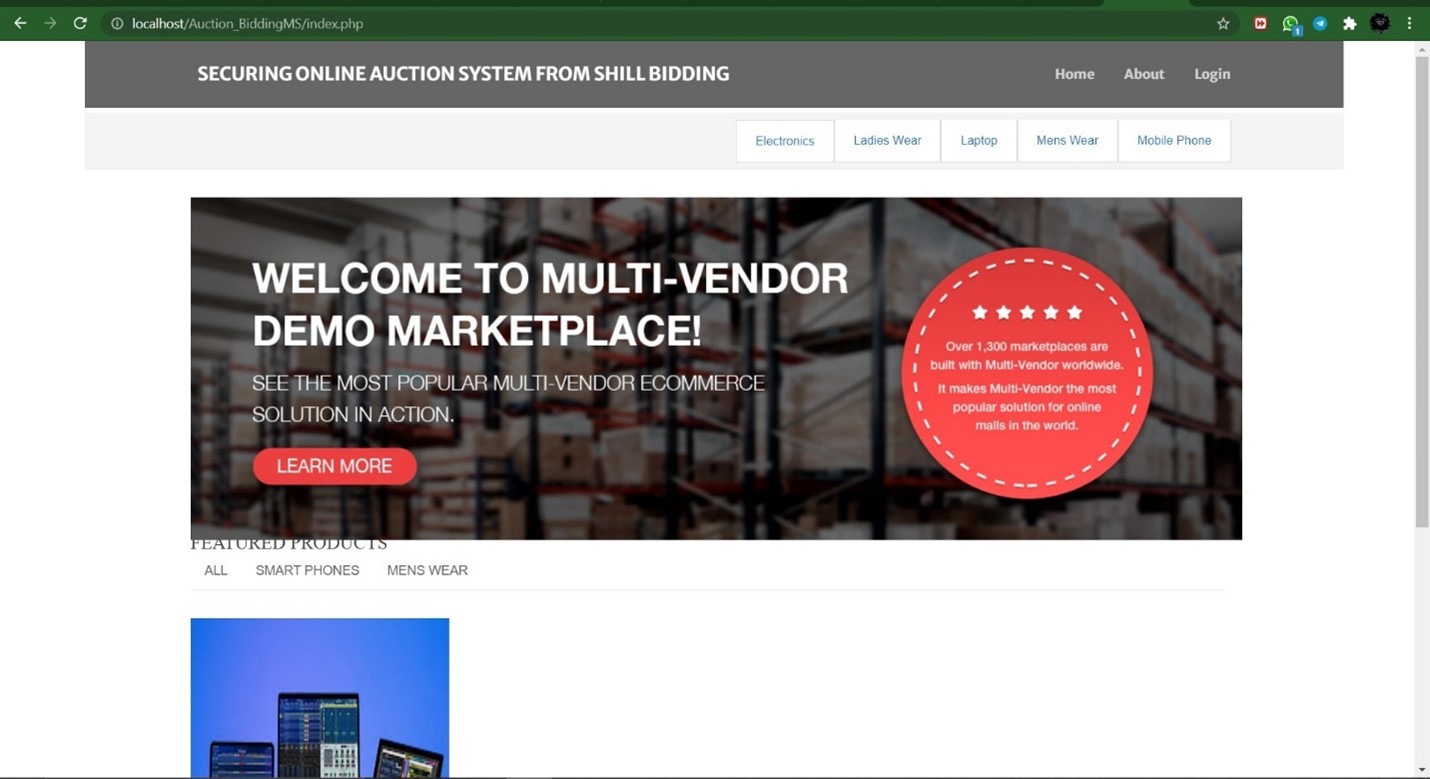 localhost/Auction_BiddingMS/index.php
1
SECURING ONLINE AUCTION SYSTEM FROM SHILL BIDDING
Home About Login
Electronics Ladies Wear Laptop Mens Wear Mobile Phone
WELCOME TO MULTI-VENDOR
DEMO MARKETPLACE!
SEE THE MOST POPULAR MULTI-VENDOR ECOMMERCE
SOLUTION IN ACTION.
LEARN MORE
Over 1,300 marketplaces are
built with Multi-Vendor worldwide.
It makes Multi-Vendor the most
popular solution for online
malls in the world.
FEATURED PRODUCTS
ALL SMART PHONES MENS WEAR